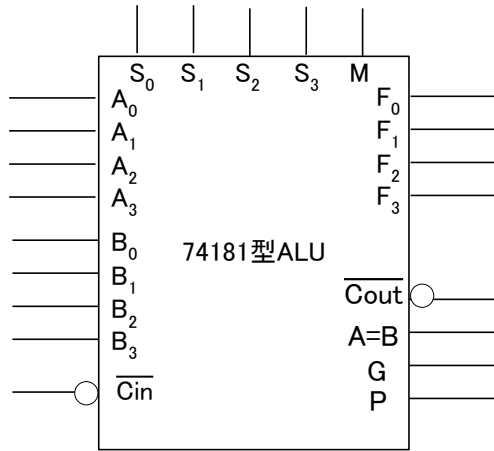 S0 S1 S2 S3 M
A0
A1
A2
A3
B0
B1
B2
B3
Cin
74181型ALU
F0
F1
F2
F3
Cout
A=B
G
P